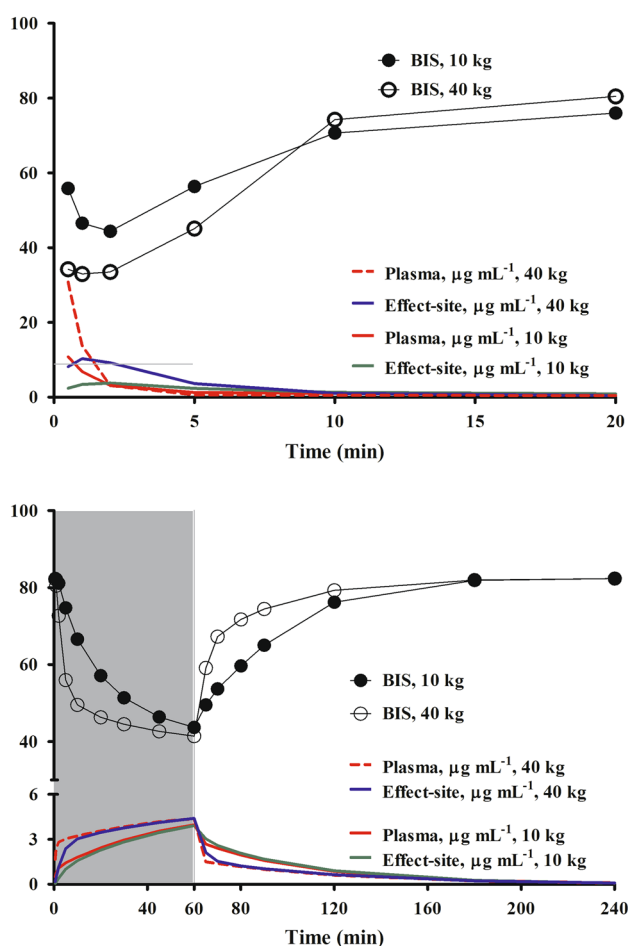 100
80
60
40
20
0
BIS, 10 kg
BIS, 40 kg
Plasma, μg mL⁻¹, 40 kg
Effect-site, μg mL⁻¹, 40 kg
Plasma, μg mL⁻¹, 10 kg
Effect-site, μg mL⁻¹, 10 kg
0 5 10 15 20
Time (min)
100
80
60
40
6
3
0
BIS, 10 kg
BIS, 40 kg
Plasma, μg mL⁻¹, 40 kg
Effect-site, μg mL⁻¹, 40 kg
Plasma, μg mL⁻¹, 10 kg
Effect-site, μg mL⁻¹, 10 kg
0 20 40 60 80 120 160 200 240
Time (min)